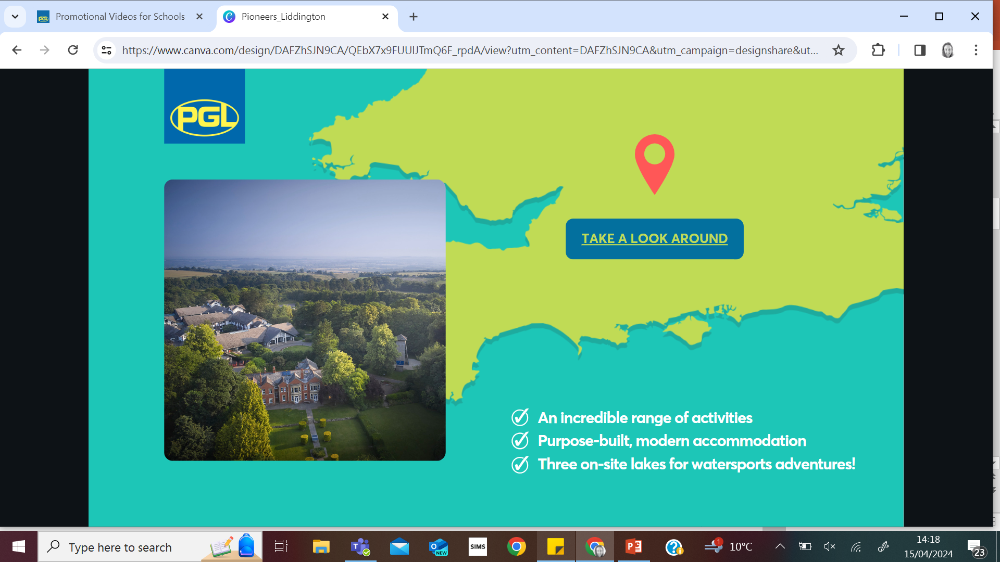 Promotional Videos for Schools
Pioneers_Liddington
https://www.canva.com/design/DAFZhSJN9CA/QEbX7x9FUUlJTmQ6F_rpdA/view?utm_content=DAFZhSJN9CA&utm_campaign=designshare&ut...
PGL
TAKE A LOOK AROUND
An incredible range of activities
Purpose-built, modern accommodation
Three on-site lakes for watersports adventures!
Type here to search
NEW
SIMS
1
10°C
14:18
15/04/2024
23